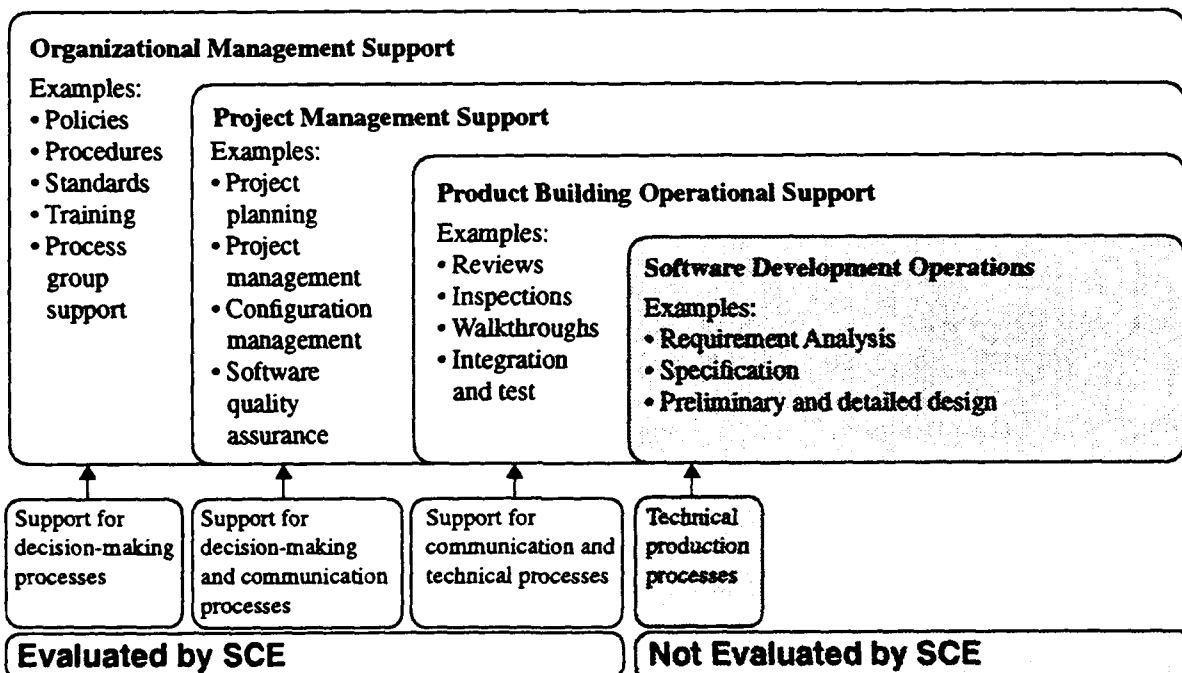 Organizational Management Support
Examples:
• Policies
• Procedures
• Standards
• Training
• Process
group
support
Project Management Support
Examples:
• Project
planning
• Project
management
• Configuration
management
• Software
quality
assurance
Product Building Operational Support
Examples:
• Reviews
• Inspections
• Walkthroughs
• Integration
and test
Software Development Operations
Examples:
• Requirement Analysis
• Specification
• Preliminary and detailed design
Support for
decision-making
processes
Support for
decision-making
and communication
processes
Support for
communication and
technical processes
Technical
production
processes
Evaluated by SCE
Not Evaluated by SCE